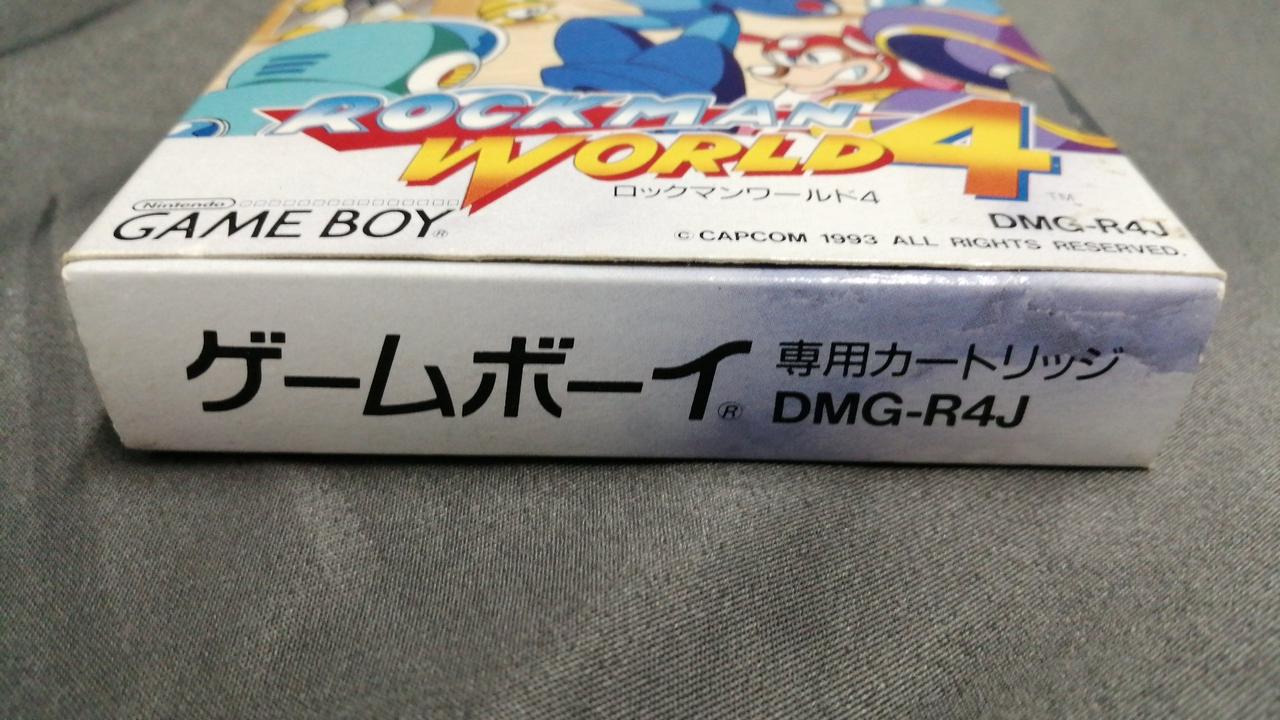 ROCKMAN
WORLD 4
TM
ロックマンワールド4
Nintendo
GAME BOY®
DMG-R4J
© CAPCOM 1993 ALL RIGHTS RESERVED.
ゲームボーイ® 専用カートリッジ
DMG-R4J